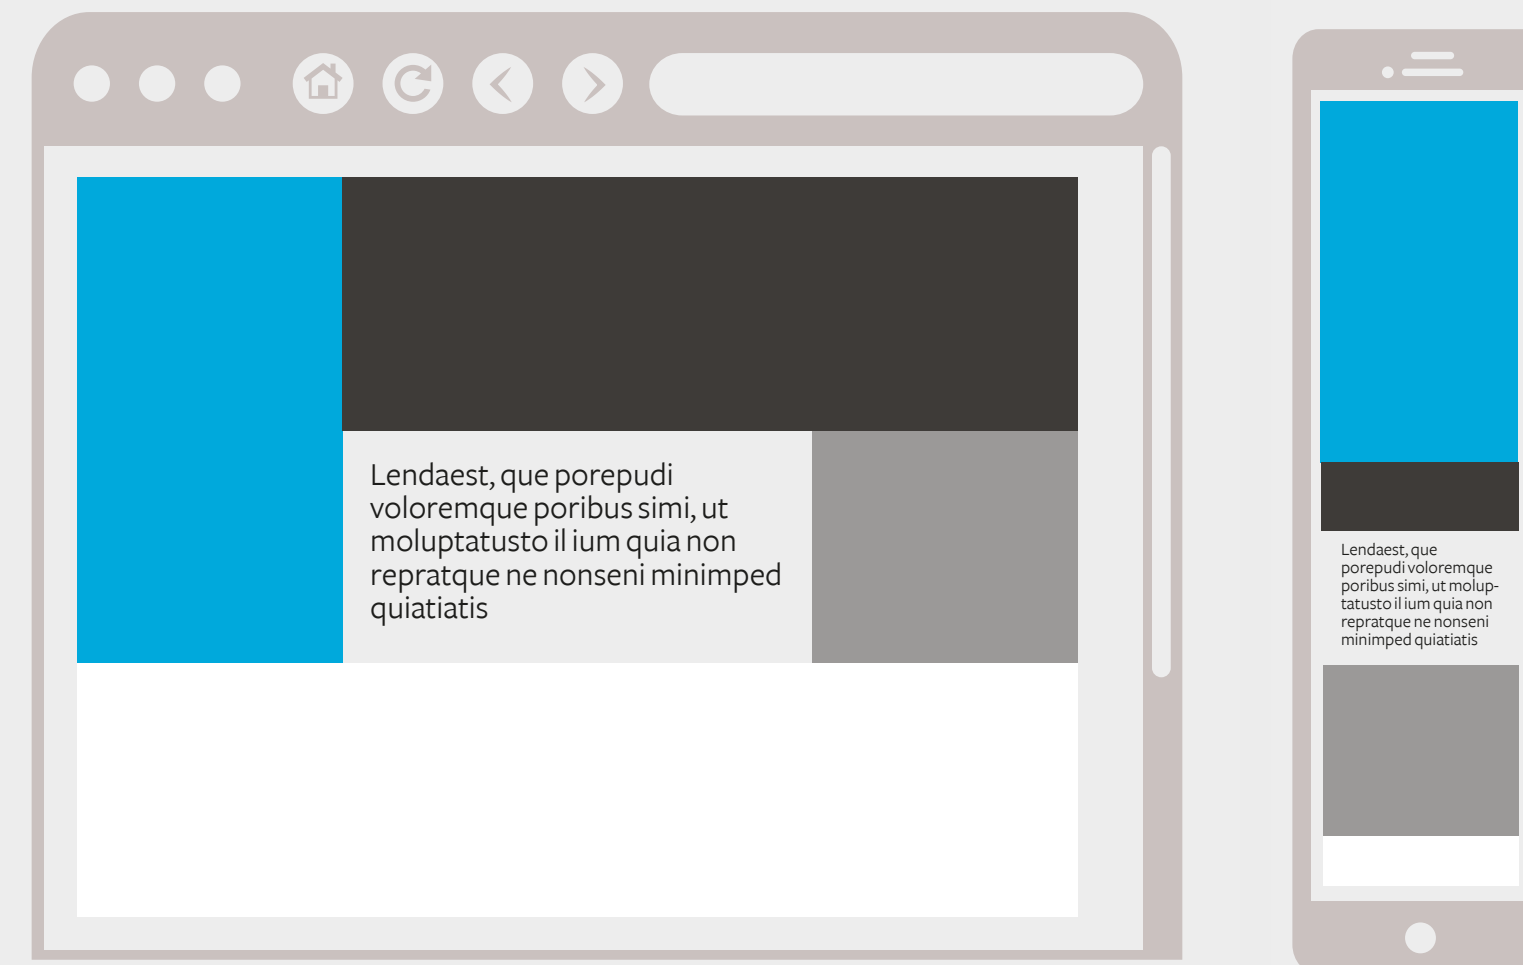 Lendaest, que porepudi
voloremque poribus simi, ut
moluptatusto il ium quia non
repratque ne nonseni minimped
quiatiatis
Lendaest, que
porepudi voloremque
poribus simi, ut molup-
tatusto il ium quia non
repratque ne nonseni
minimped quiatiatis